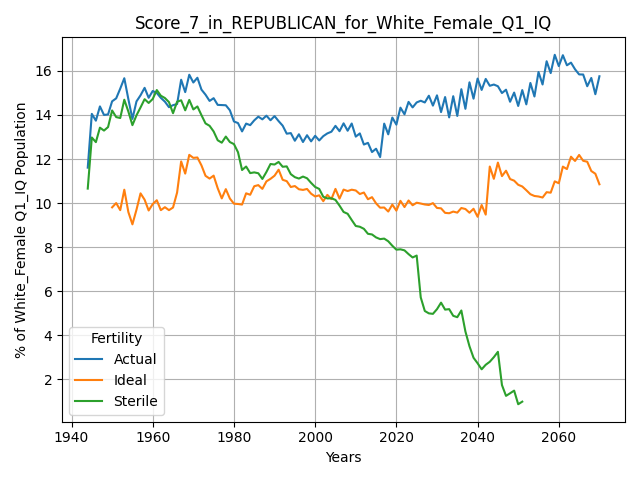 Score_7_in_REPUBLICAN_for_White_Female_Q1_IQ
% of White_Female Q1_IQ Population
16
14
12
10
8
6
4
2
Fertility
Actual
Ideal
Sterile
1940 1960 1980 2000 2020 2040 2060
Years